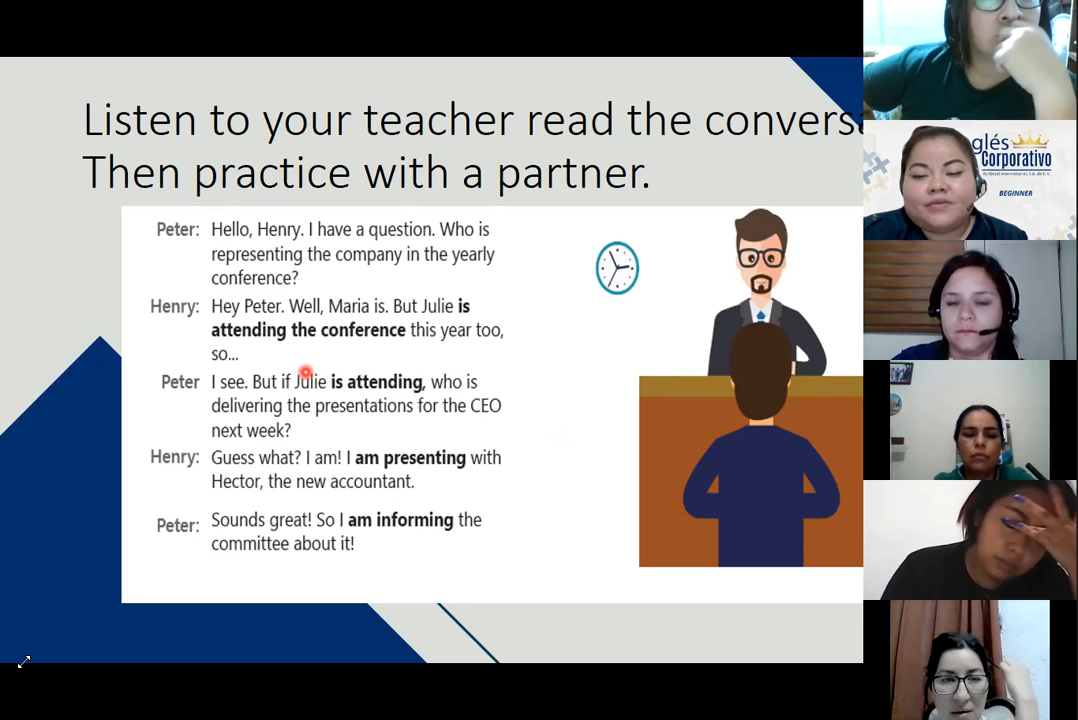 Listen to your teacher read the conversa
Then practice with a partner.
Peter: Hello, Henry. I have a question. Who is
representing the company in the yearly
conference?
Henry: Hey Peter. Well, Maria is. But Julie is
attending the conference this year too,
so...
Peter I see. But if Julie is attending, who is
delivering the presentations for the CEO
next week?
Henry: Guess what? I am! I am presenting with
Hector, the new accountant.
Peter: Sounds great! So I am informing the
committee about it!
glés
Corporativo
BEGINNER